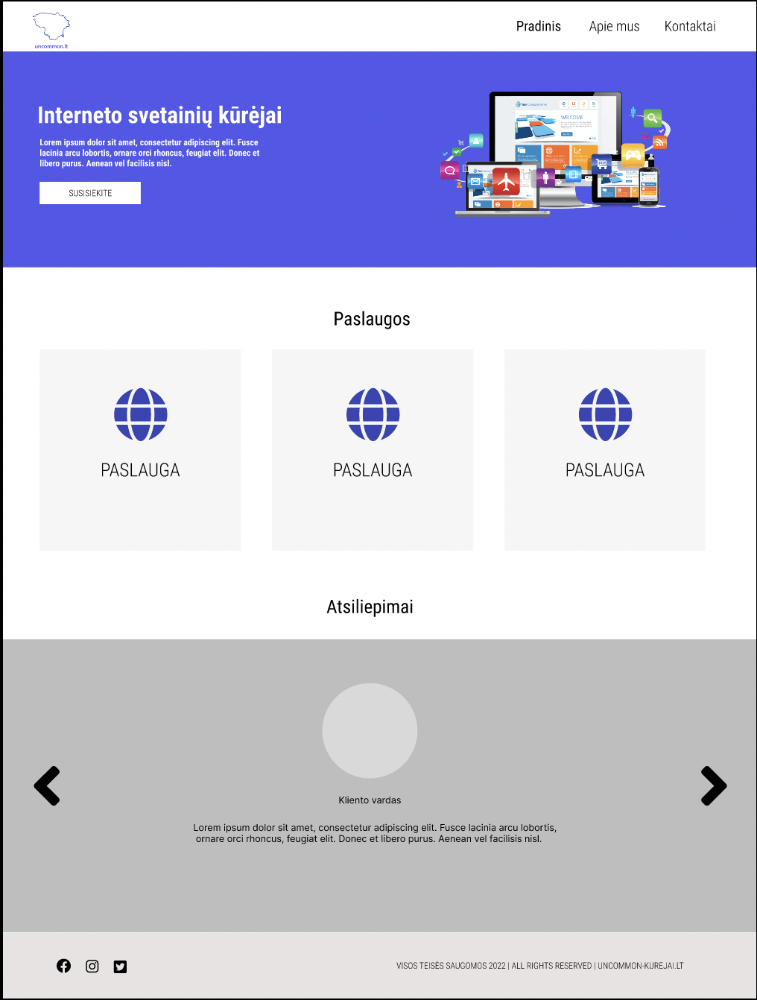 uncommon.lt
Pradinis Apie mus Kontaktai
Interneto svetainių kūrėjai
Lorem ipsum dolor sit amet, consectetur adipiscing elit. Fusce
lacinia arcu lobortis, ornare orci rhoncus, feugiat elit. Donec et
libero purus. Aenean vel facilisis nisl.
SUSISIEKITE
WELCOME
Paslaugos
PASLAUGA PASLAUGA PASLAUGA
Atsiliepimai
Kliento vardas
Lorem ipsum dolor sit amet, consectetur adipiscing elit. Fusce lacinia arcu lobortis,
ornare orci rhoncus, feugiat elit. Donec et libero purus. Aenean vel facilisis nisl.
VISOS TEISĖS SAUGOMOS 2022 | ALL RIGHTS RESERVED | UNCOMMON-KUREJAI.LT